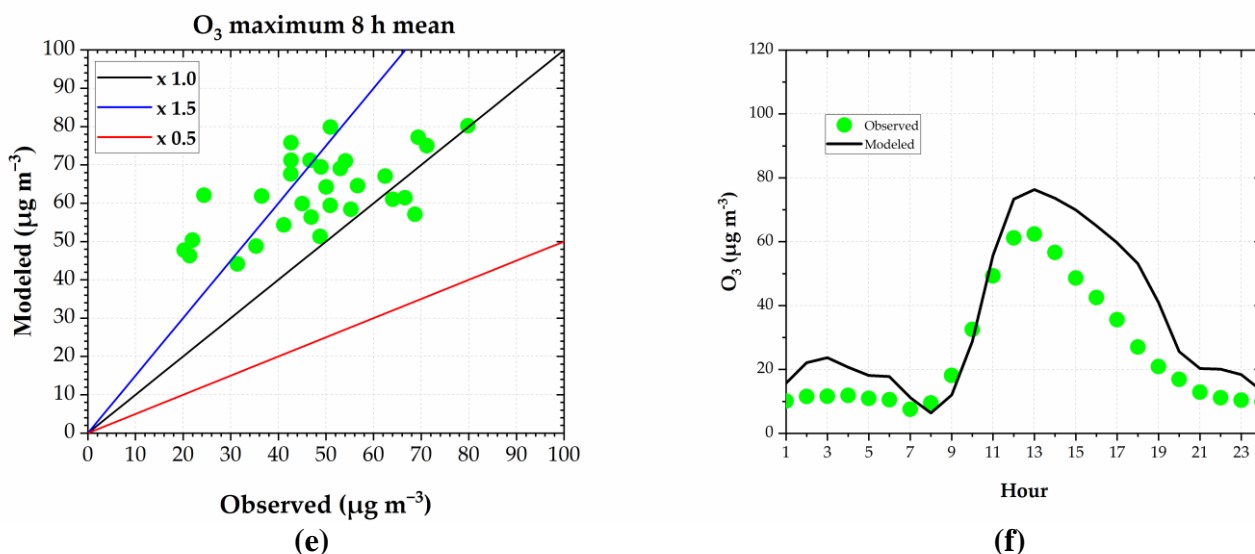 O₃ maximum 8 h mean
100
90
80
70
60
50
40
30
20
10
0
x 1.0
x 1.5
x 0.5
Modeled (µg m⁻³)
0 10 20 30 40 50 60 70 80 90 100
Observed (µg m⁻³)
(e)
120
100
80
60
40
20
0
Observed
Modeled
O₃ (µg m⁻³)
1 3 5 7 9 11 13 15 17 19 21 23
Hour
(f)